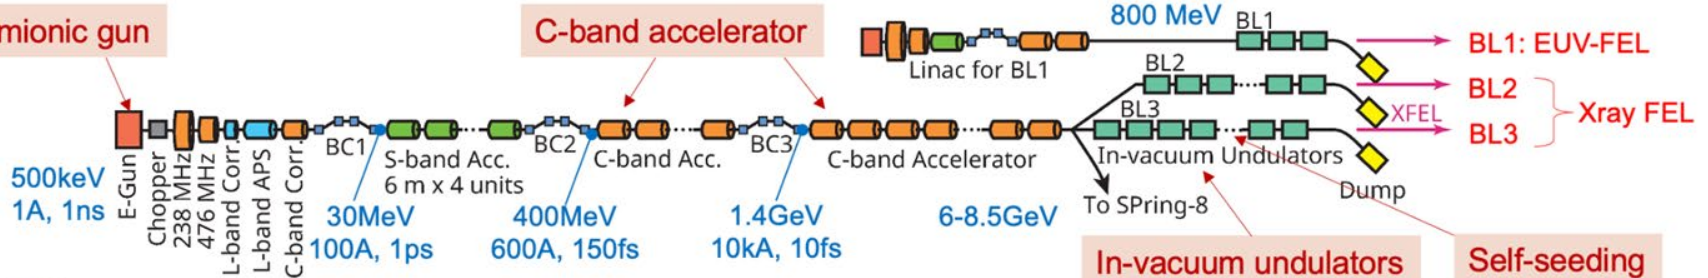 mionic gun
C-band accelerator
800 MeV
BL1
BL1: EUV-FEL
Linac for BL1
BL2
BL2
XFEL
Xray FEL
BL3
BL3
E-Gun
Chopper
238 MHz
476 MHz
L-band Corr.
L-band APS
C-band Corr.
BC1
S-band Acc.
6 m x 4 units
BC2
C-band Acc.
BC3
C-band Accelerator
In-vacuum Undulators
Dump
To SPring-8
500keV
1A, 1ns
30MeV
100A, 1ps
400MeV
600A, 150fs
1.4GeV
10kA, 10fs
6-8.5GeV
In-vacuum undulators
Self-seeding